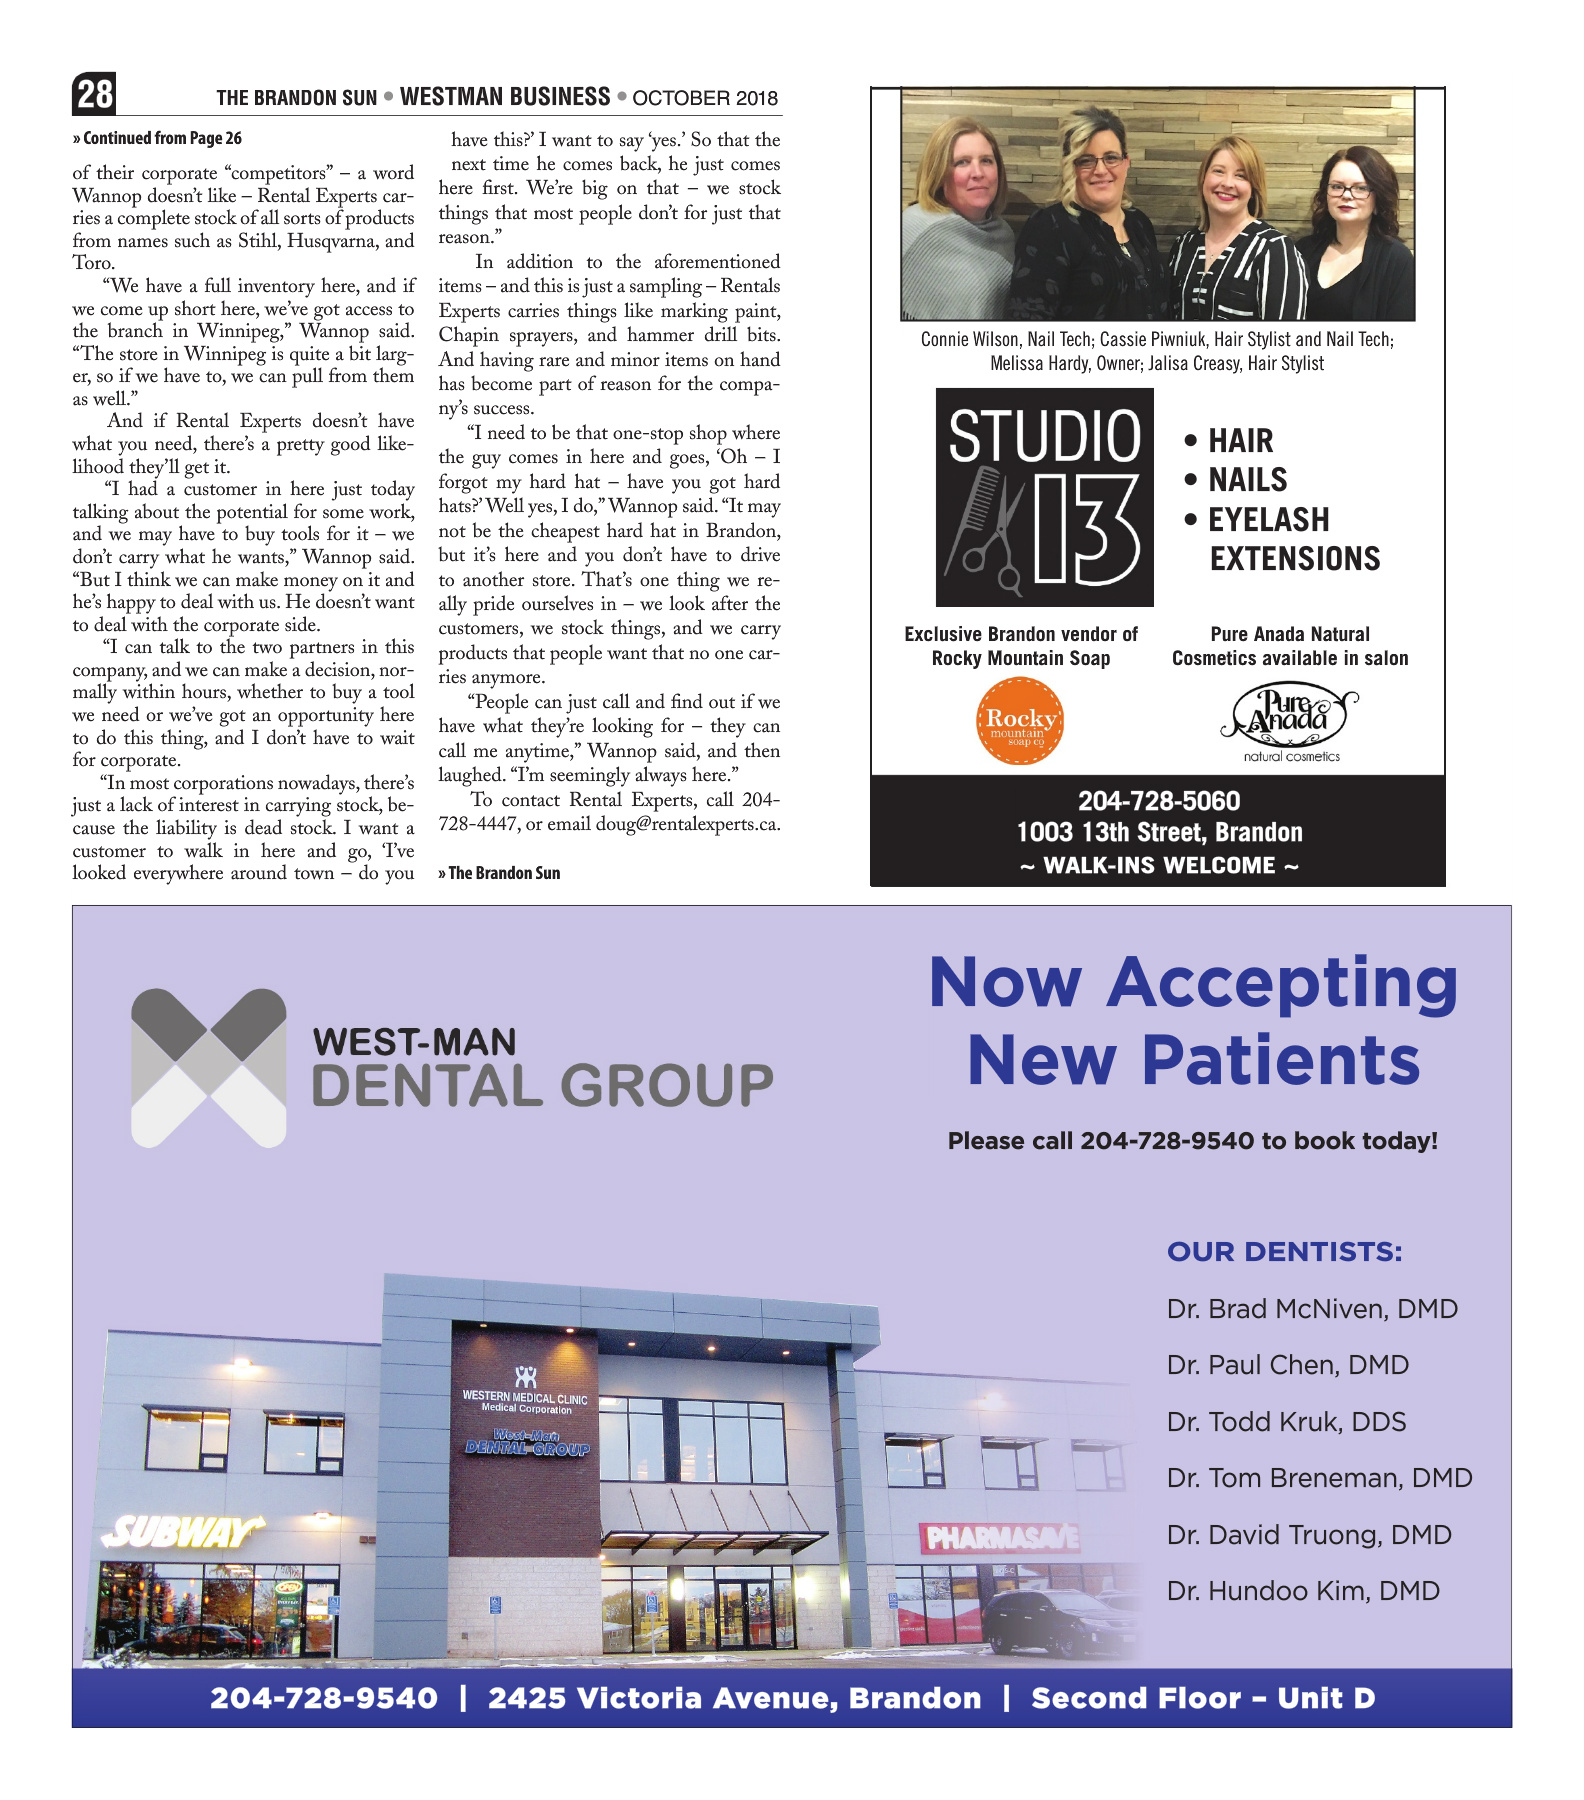 28
THE BRANDON SUN • WESTMAN BUSINESS • OCTOBER 2018
» Continued from Page 26
of their corporate “competitors” – a word
Wannop doesn’t like – Rental Experts car-
ries a complete stock of all sorts of products
from names such as Stihl, Husqvarna, and
Toro.
“We have a full inventory here, and if
we come up short here, we’ve got access to
the branch in Winnipeg,” Wannop said.
“The store in Winnipeg is quite a bit larg-
er, so if we have to, we can pull from them
as well.”
And if Rental Experts doesn’t have
what you need, there’s a pretty good like-
lihood they’ll get it.
“I had a customer in here just today
talking about the potential for some work,
and we may have to buy tools for it – we
don’t carry what he wants,” Wannop said.
“But I think we can make money on it and
he’s happy to deal with us. He doesn’t want
to deal with the corporate side.
“I can talk to the two partners in this
company, and we can make a decision, nor-
mally within hours, whether to buy a tool
we need or we’ve got an opportunity here
to do this thing, and I don’t have to wait
for corporate.
“In most corporations nowadays, there’s
just a lack of interest in carrying stock, be-
cause the liability is dead stock. I want a
customer to walk in here and go, ‘I’ve
looked everywhere around town – do you
have this?’ I want to say ‘yes.’ So that the
next time he comes back, he just comes
here first. We’re big on that – we stock
things that most people don’t for just that
reason.”
In addition to the aforementioned
items – and this is just a sampling – Rentals
Experts carries things like marking paint,
Chapin sprayers, and hammer drill bits.
And having rare and minor items on hand
has become part of reason for the compa-
ny’s success.
“I need to be that one-stop shop where
the guy comes in here and goes, ‘Oh – I
forgot my hard hat – have you got hard
hats?’ Well yes, I do,” Wannop said. “It may
not be the cheapest hard hat in Brandon,
but it’s here and you don’t have to drive
to another store. That’s one thing we re-
ally pride ourselves in – we look after the
customers, we stock things, and we carry
products that people want that no one car-
ries anymore.
“People can just call and find out if we
have what they’re looking for – they can
call me anytime,” Wannop said, and then
laughed. “I’m seemingly always here.”
To contact Rental Experts, call 204-
728-4447, or email doug@rentalexperts.ca.
» The Brandon Sun
Connie Wilson, Nail Tech; Cassie Piwniuk, Hair Stylist and Nail Tech;
Melissa Hardy, Owner; Jalisa Creasy, Hair Stylist
STUDIO
13
• HAIR
• NAILS
• EYELASH
EXTENSIONS
Exclusive Brandon vendor of
Rocky Mountain Soap
Rocky
mountain
soap co
Pure Anada Natural
Cosmetics available in salon
Pure
Anada
natural cosmetics
204-728-5060
1003 13th Street, Brandon
~ WALK-INS WELCOME ~
WEST-MAN
DENTAL GROUP
Now Accepting
New Patients
Please call 204-728-9540 to book today!
OUR DENTISTS:
Dr. Brad McNiven, DMD
Dr. Paul Chen, DMD
Dr. Todd Kruk, DDS
Dr. Tom Breneman, DMD
Dr. David Truong, DMD
Dr. Hundoo Kim, DMD
WESTERN MEDICAL CLINIC
Medical Corporation
West-Man
DENTAL GROUP
SUBWAY
OPEN
PHARMASAVE
204-728-9540 | 2425 Victoria Avenue, Brandon | Second Floor – Unit D